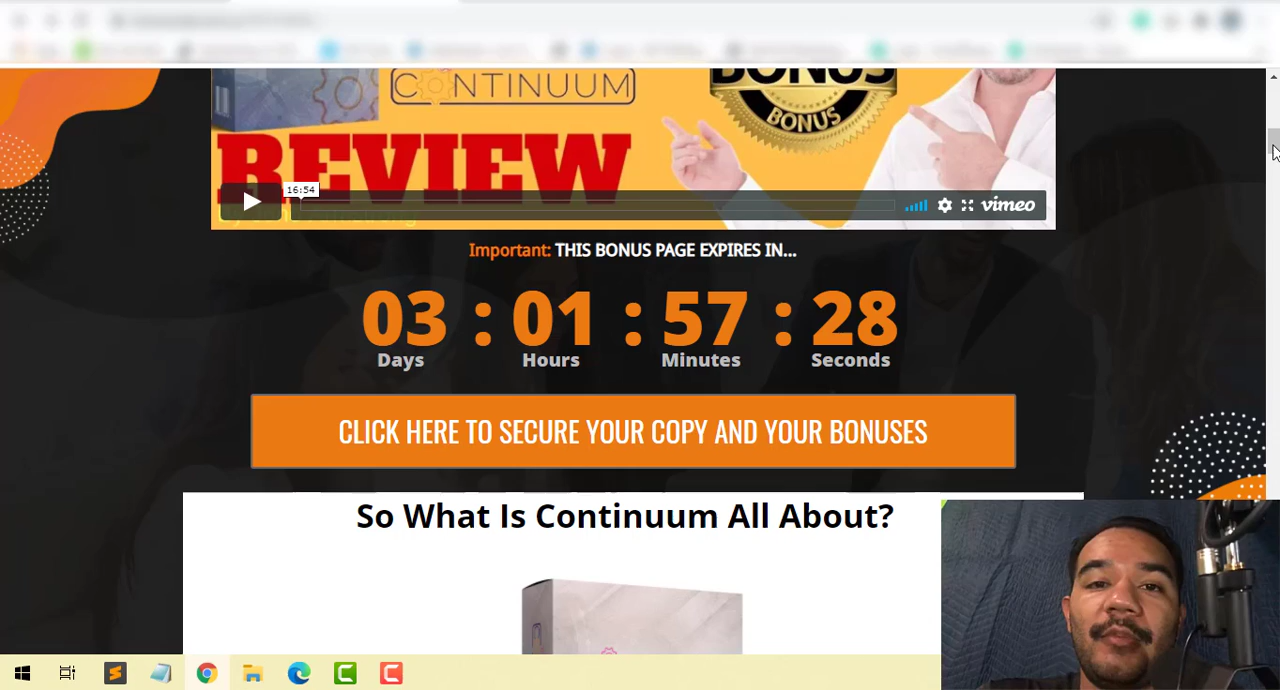 CONTINUUM
BONUS
BONUS
REVIEW
16:54
vimeo
Important: THIS BONUS PAGE EXPIRES IN...
03 : 01 : 57 : 28
Days Hours Minutes Seconds
CLICK HERE TO SECURE YOUR COPY AND YOUR BONUSES
So What Is Continuum All About?